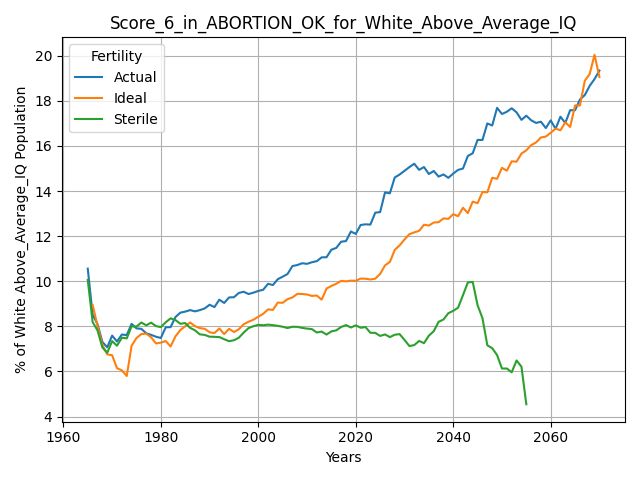 Score_6_in_ABORTION_OK_for_White_Above_Average_IQ
Fertility
Actual
Ideal
Sterile
% of White Above_Average_IQ Population
20
18
16
14
12
10
8
6
4
1960
1980
2000
2020
2040
2060
Years